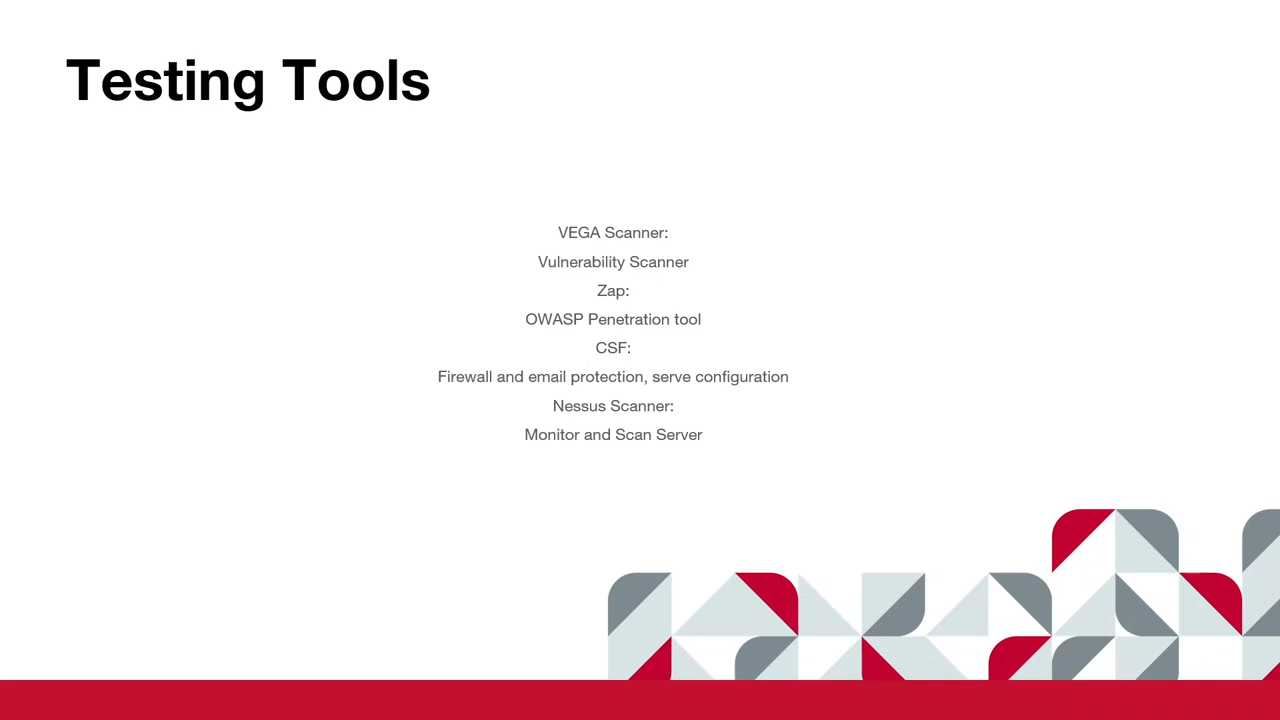 Testing Tools
VEGA Scanner:
Vulnerability Scanner
Zap:
OWASP Penetration tool
CSF:
Firewall and email protection, serve configuration
Nessus Scanner:
Monitor and Scan Server